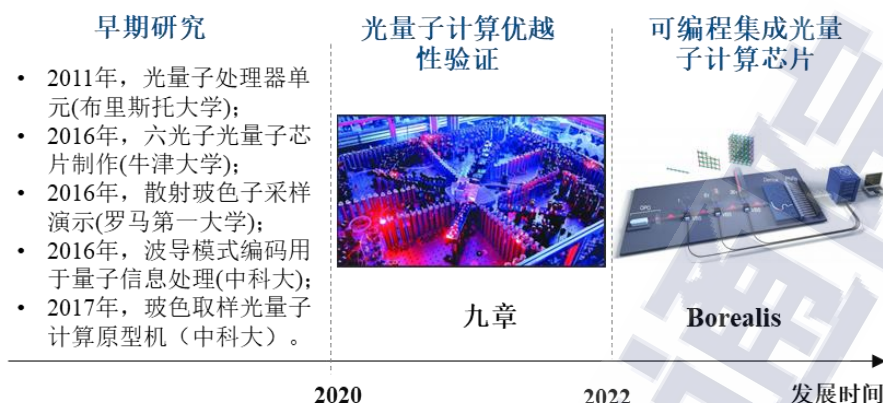 早期研究
• 2011年，光量子处理器单
元(布里斯托大学);
• 2016年，六光子光量子芯
片制作(牛津大学);
• 2016年，散射玻色子采样
演示(罗马第一大学);
• 2016年，波导模式编码用
于量子信息处理(中科大);
• 2017年，玻色取样光量子
计算原型机（中科大）。
光量子计算优越
性验证
九章
可编程集成光量
子计算芯片
Borealis
2020
2022
发展时间